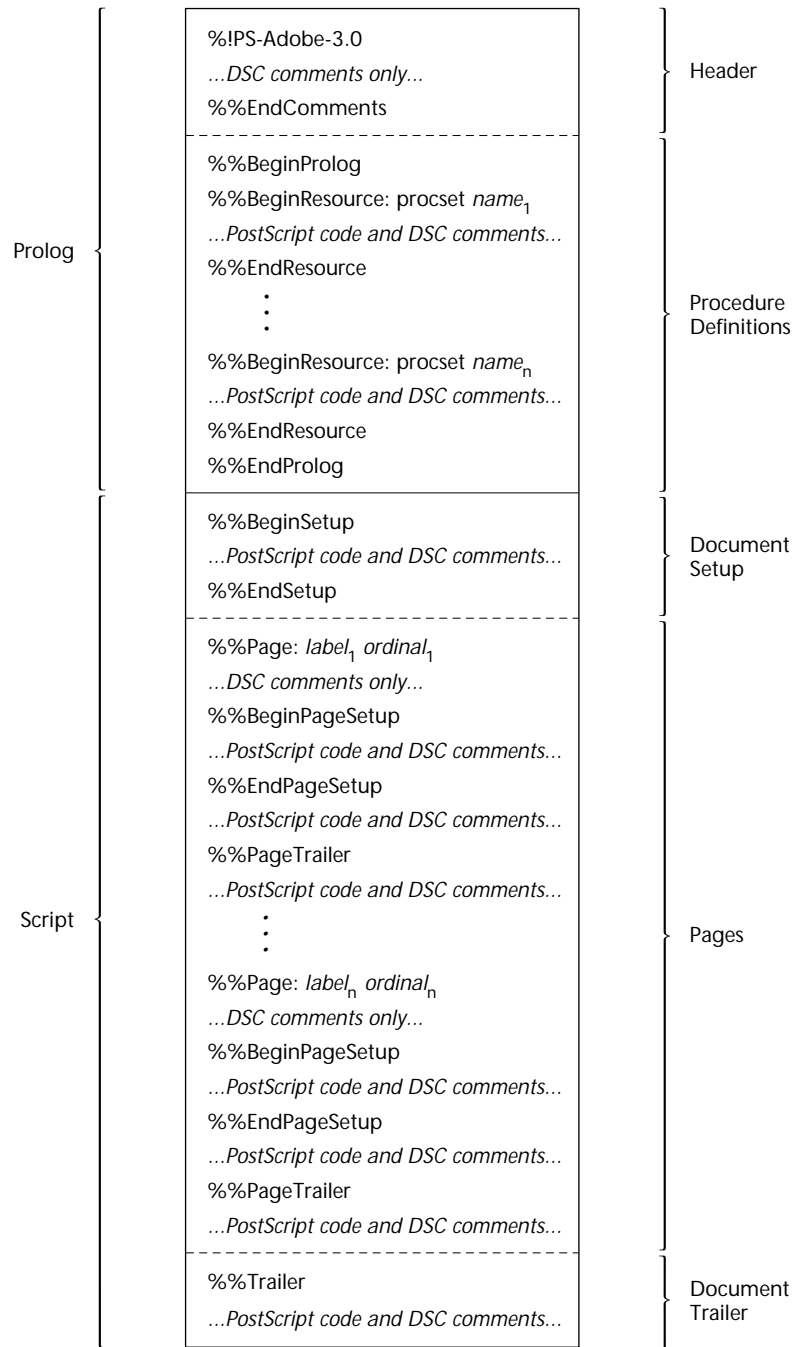 %!PS-Adobe-3.0
...DSC comments only...
%%EndComments
Header
%%BeginProlog
%%BeginResource: procset name1
...PostScript code and DSC comments...
%%EndResource
%%BeginResource: procset namen
...PostScript code and DSC comments...
%%EndResource
%%EndProlog
Prolog
Procedure
Definitions
%%BeginSetup
...PostScript code and DSC comments...
%%EndSetup
Document
Setup
%%Page: label1 ordinal1
...DSC comments only...
%%BeginPageSetup
...PostScript code and DSC comments...
%%EndPageSetup
...PostScript code and DSC comments...
%%PageTrailer
...PostScript code and DSC comments...
%%Page: labeln ordinaln
...DSC comments only...
%%BeginPageSetup
...PostScript code and DSC comments...
%%EndPageSetup
...PostScript code and DSC comments...
%%PageTrailer
...PostScript code and DSC comments...
Script
Pages
%%Trailer
...PostScript code and DSC comments...
Document
Trailer